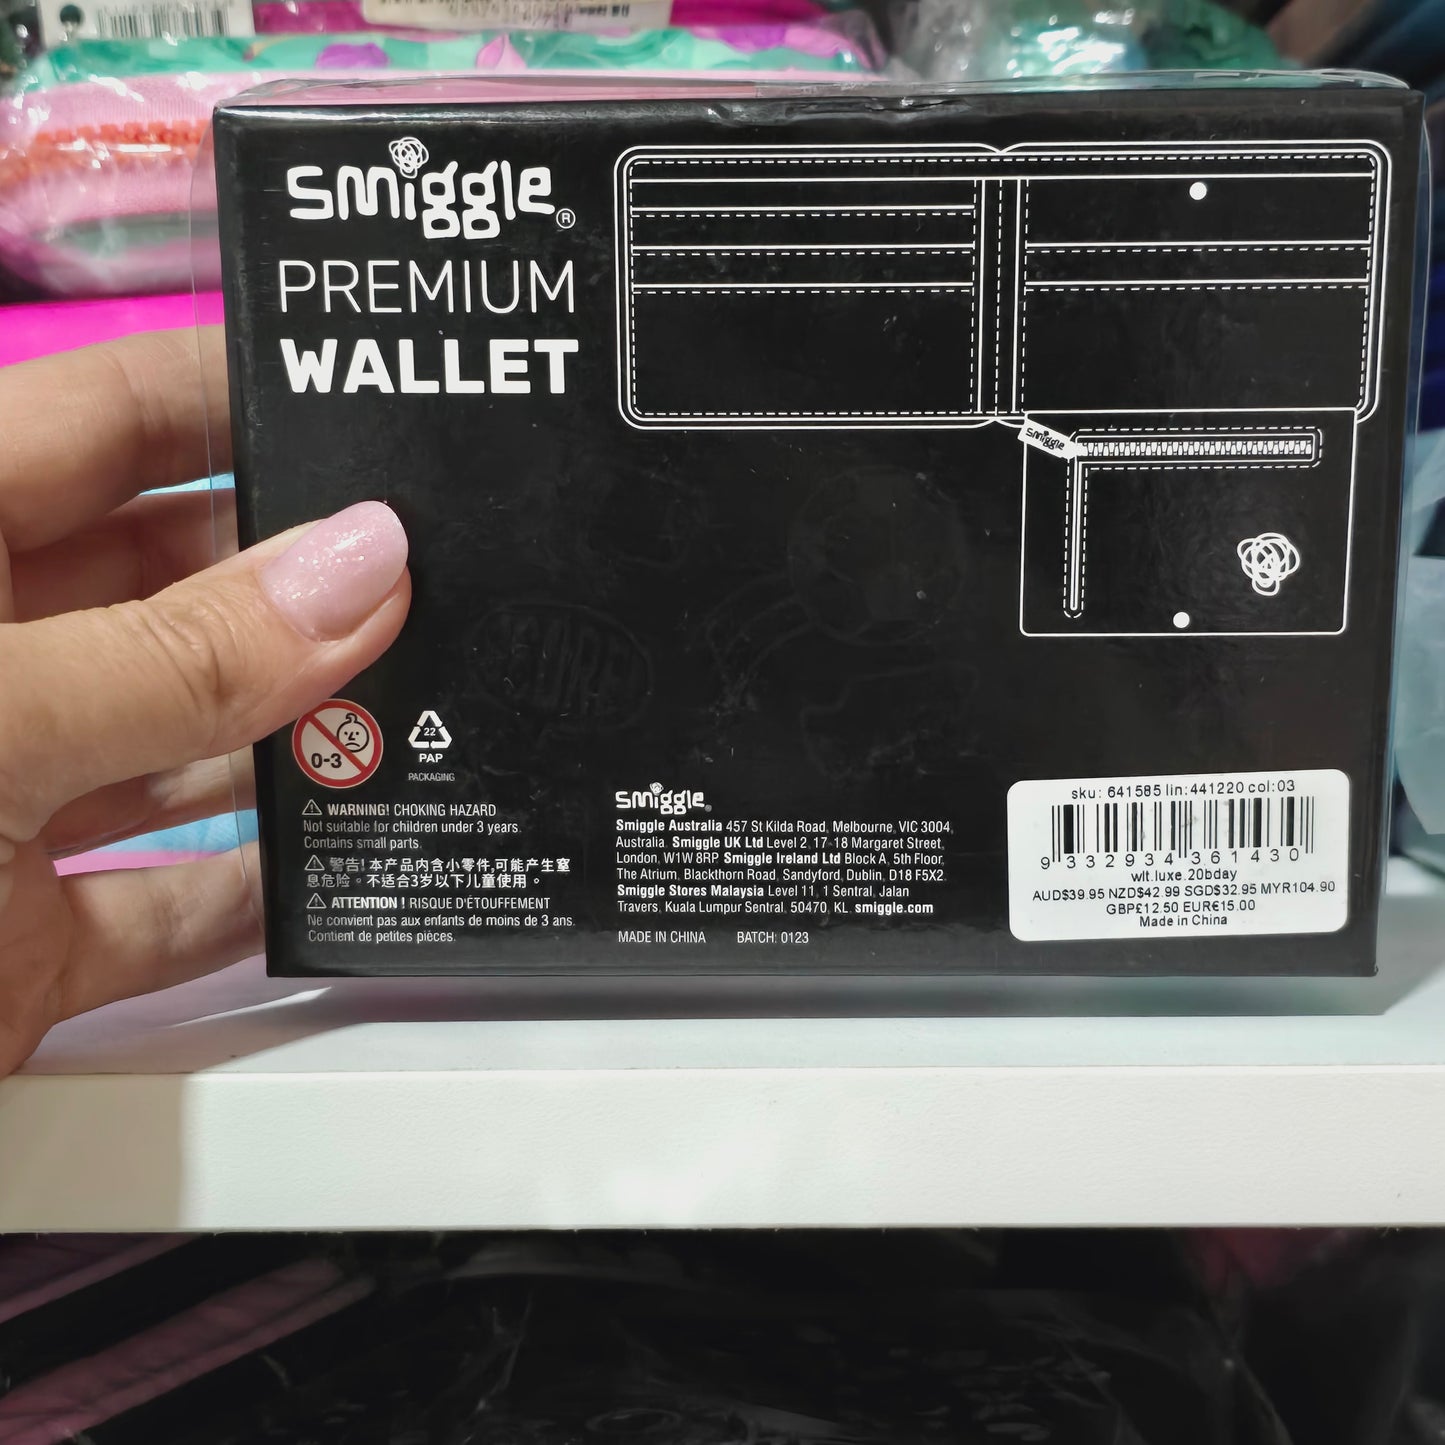 smiggle®
PREMIUM
WALLET
smiggle
0-3
22
PAP
PACKAGING
⚠ WARNING! CHOKING HAZARD
Not suitable for children under 3 years.
Contains small parts.
⚠ 警告! 本产品内含小零件,可能产生窒
息危险。不适合3岁以下儿童使用。
⚠ ATTENTION ! RISQUE D'ÉTOUFFEMENT
Ne convient pas aux enfants de moins de 3 ans.
Contient de petites pièces.
smiggle®
Smiggle Australia 457 St Kilda Road, Melbourne, VIC 3004,
Australia. Smiggle UK Ltd Level 2, 17-18 Margaret Street,
London, W1W 8RP. Smiggle Ireland Ltd Block A, 5th Floor,
The Atrium, Blackthorn Road, Sandyford, Dublin, D18 F5X2.
Smiggle Stores Malaysia Level 11, 1 Sentral, Jalan
Travers, Kuala Lumpur Sentral, 50470, KL. smiggle.com
MADE IN CHINA BATCH: 0123
sku: 641585 lin:441220 col:03
9 332934 361430
wlt.luxe.20bday
AUD$39.95 NZD$42.99 SGD$32.95 MYR104.90
GBP£12.50 EUR€15.00
Made in China